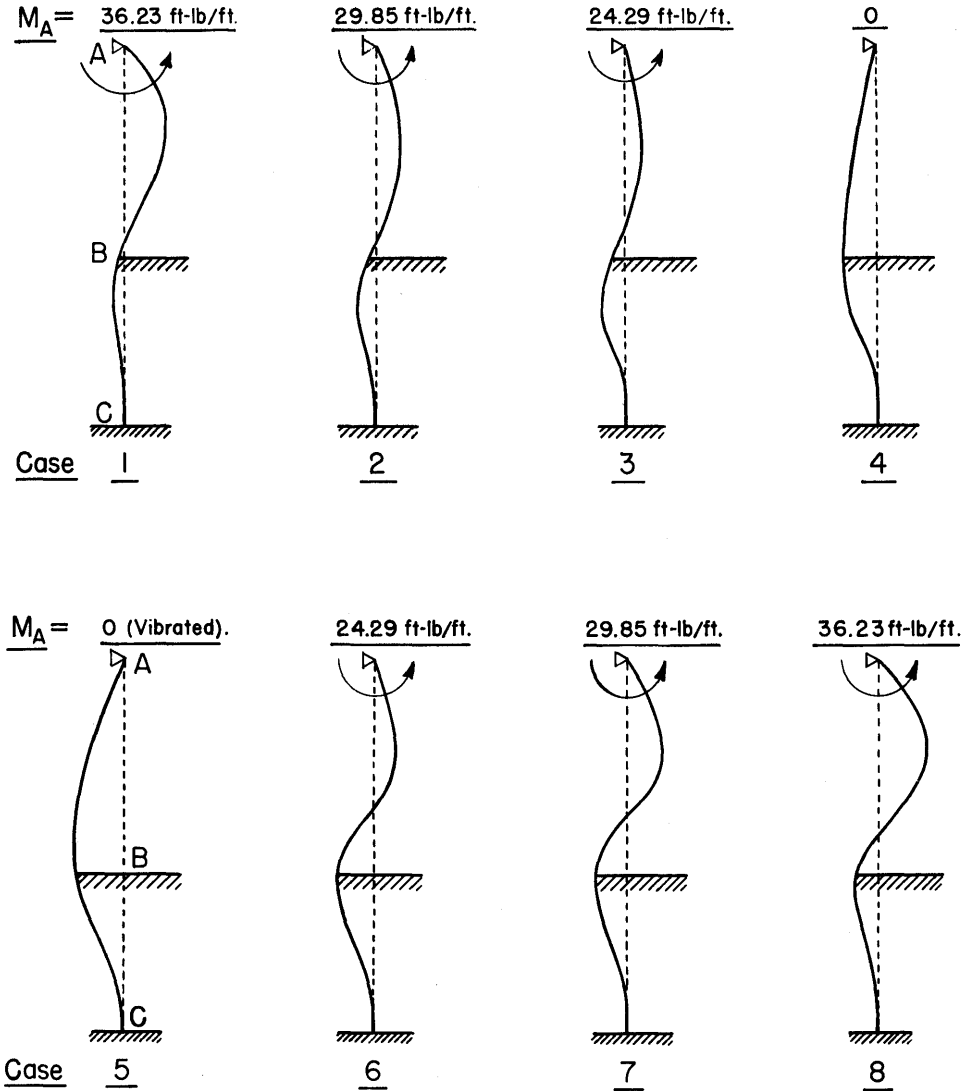 M_A = 36.23 ft-lb/ft. 29.85 ft-lb/ft. 24.29 ft-lb/ft. 0
A
B
C
Case 1 2 3 4
M_A = 0 (Vibrated). 24.29 ft-lb/ft. 29.85 ft-lb/ft. 36.23 ft-lb/ft.
A
B
C
Case 5 6 7 8